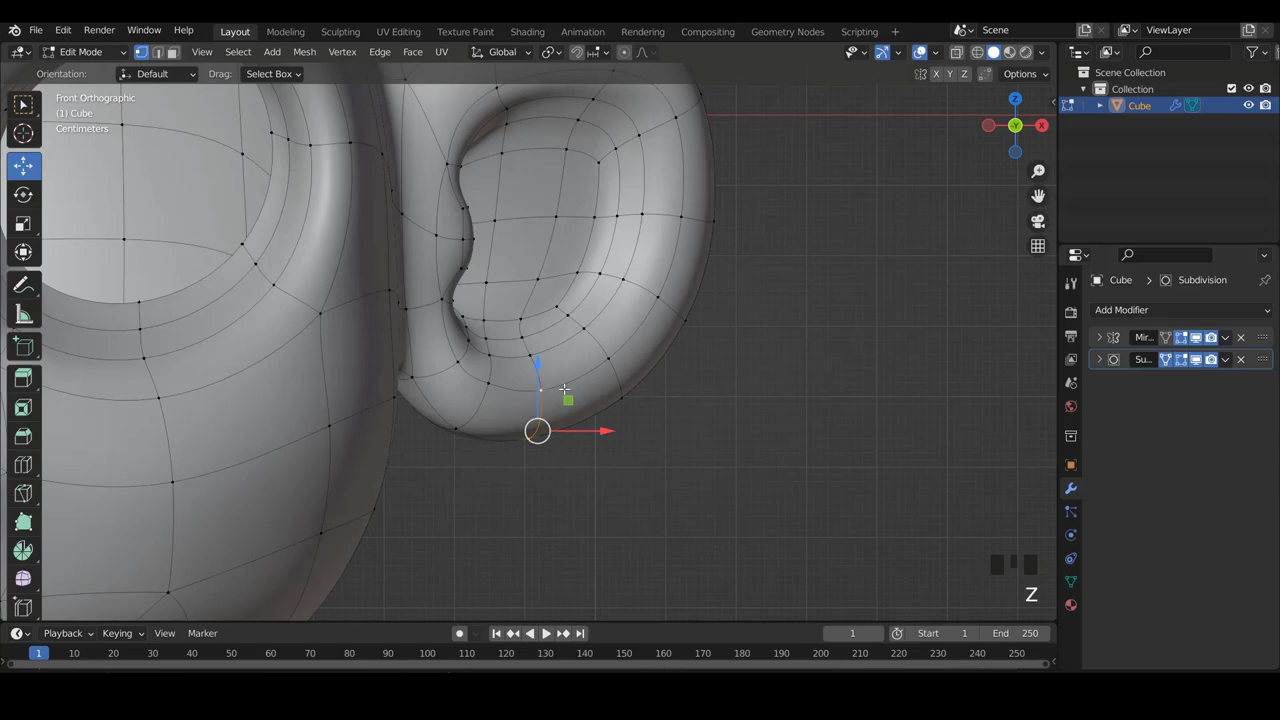 File Edit Render Window Help Layout Modeling Sculpting UV Editing Texture Paint Shading Animation Rendering Compositing Geometry Nodes Scripting + Scene ViewLayer
Edit Mode View Select Add Mesh Vertex Edge Face UV Global
Orientation: Default Drag: Select Box X Y Z Options
Scene Collection
Collection
Cube
Front Orthographic
(1) Cube
Centimeters
Z
-Y
X
Cube Subdivision
Add Modifier
Mir...
Su...
Z
Playback Keying View Marker 1 Start 1 End 250
1 10 20 30 40 50 60 70 80 90 100 110 120 130 140 150 160 170 180 190 200 210 220 230 240 250